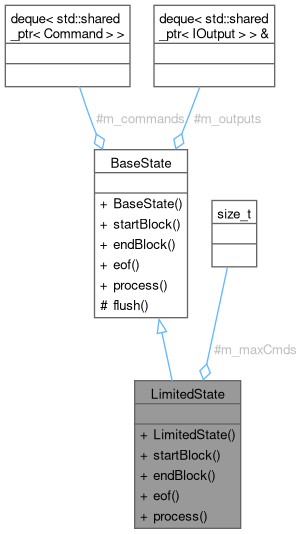 deque< std::shared
_ptr< Command > >
deque< std::shared
_ptr< IOutput > > &
#m_commands
#m_outputs
BaseState
+ BaseState()
+ startBlock()
+ endBlock()
+ eof()
+ process()
# flush()
size_t
#m_maxCmds
LimitedState
+ LimitedState()
+ startBlock()
+ endBlock()
+ eof()
+ process()